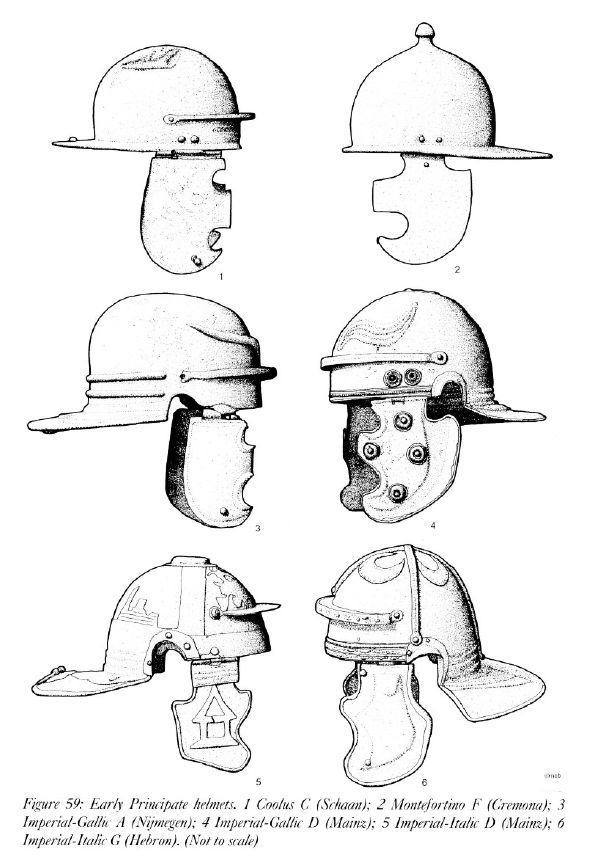 1
2
3
4
5
6
Figure 59: Early Principate helmets. 1 Coolus C (Schaan); 2 Montefortino F (Cremona); 3
Imperial-Gallic A (Nijmegen); 4 Imperial-Gallic D (Mainz); 5 Imperial-Italic D (Mainz); 6
Imperial-Italic G (Hebron). (Not to scale)